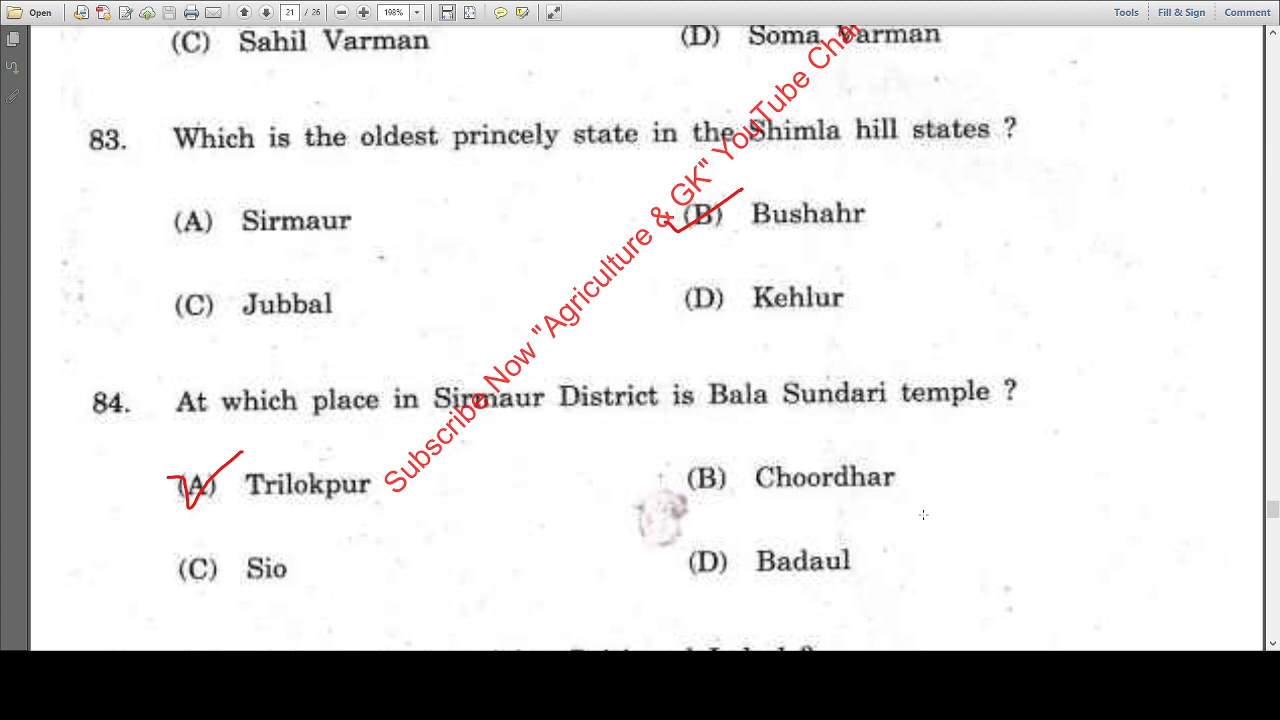 Open 21 / 26 198% Tools Fill & Sign Comment
(C) Sahil Varman (D) Soma Varman
83. Which is the oldest princely state in the Shimla hill states ?
(A) Sirmaur (B) Bushahr
(C) Jubbal (D) Kehlur
84. At which place in Sirmaur District is Bala Sundari temple ?
(A) Trilokpur (B) Choordhar
(C) Sio (D) Badaul
Subscribe Now "Agriculture & GK" YouTube